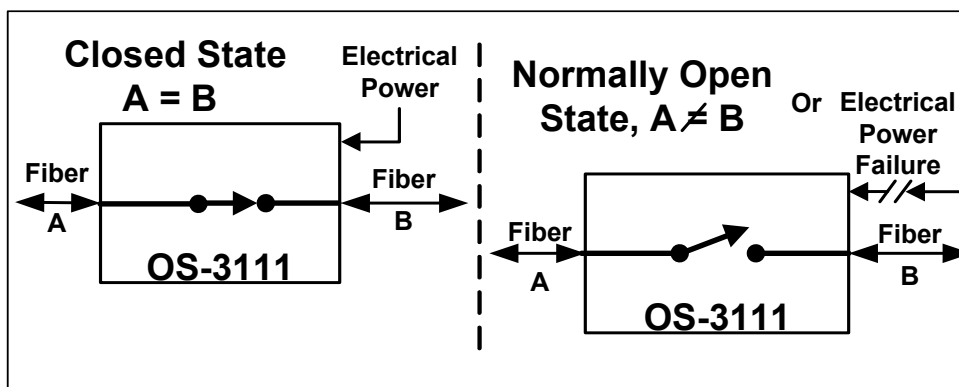 Closed State
A = B
Electrical
Power
Fiber
A
Fiber
B
OS-3111
Normally Open
State, A ≠ B
Or Electrical
Power
Failure
Fiber
A
Fiber
B
OS-3111